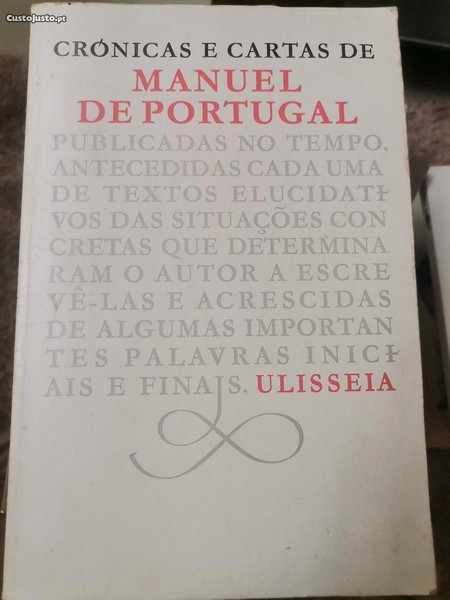 CustoJusto.pt
CRÓNICAS E CARTAS DE
MANUEL
DE PORTUGAL
PUBLICADAS NO TEMPO,
ANTECEDIDAS CADA UMA
DE TEXTOS ELUCIDATI
VOS DAS SITUAÇÕES CON
CRETAS QUE DETERMINA
RAM O AUTOR A ESCRE
VÊ-LAS E ACRESCIDAS
DE ALGUMAS IMPORTAN
TES PALAVRAS INICI
AIS E FINAIS. ULISSEIA